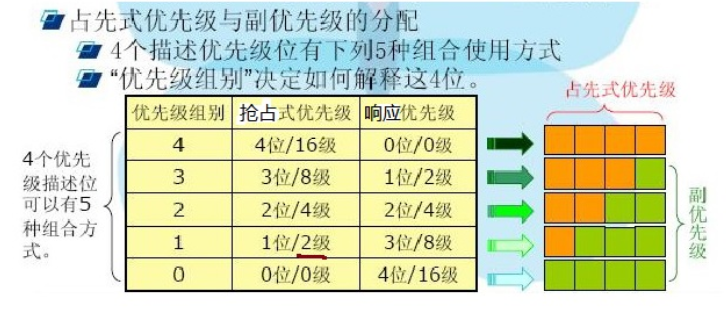 占先式优先级与副优先级的分配
4个描述优先级位有下列5种组合使用方式
“优先级组别”决定如何解释这4位。
占先式优先级
优先级组别 抢占式优先级 响应优先级
4 4位/16级 0位/0级
3 3位/8级 1位/2级
2 2位/4级 2位/4级
1 1位/2级 3位/8级
0 0位/0级 4位/16级
4个优先
级描述位
可以有5
种组合方
式。
副优先级